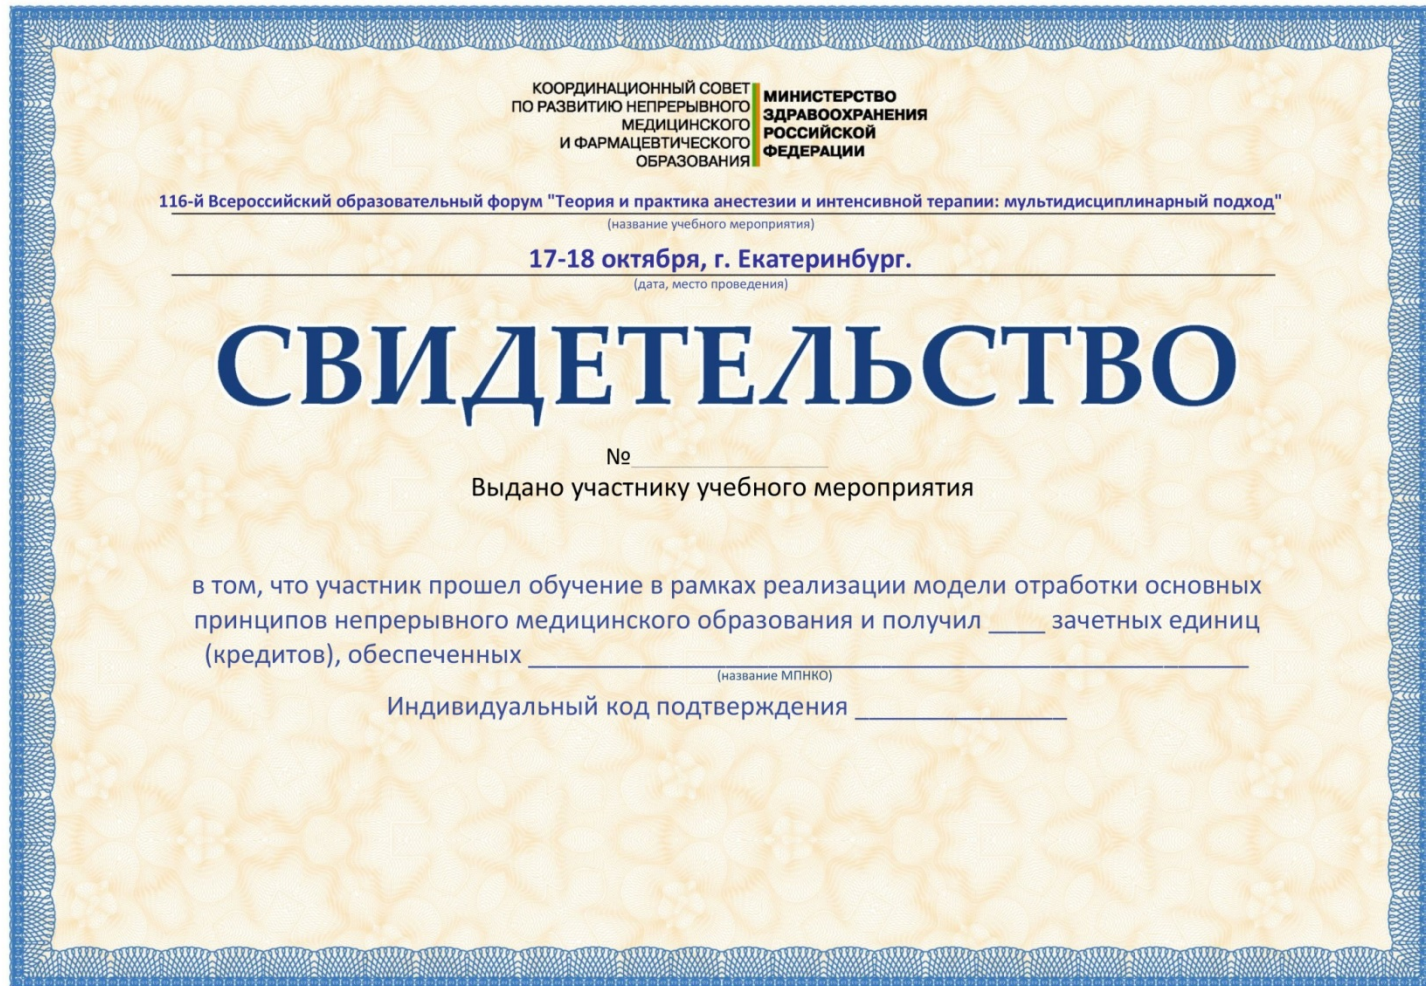 КООРДИНАЦИОННЫЙ СОВЕТ
ПО РАЗВИТИЮ НЕПРЕРЫВНОГО
МЕДИЦИНСКОГО
И ФАРМАЦЕВТИЧЕСКОГО
ОБРАЗОВАНИЯ
МИНИСТЕРСТВО
ЗДРАВООХРАНЕНИЯ
РОССИЙСКОЙ
ФЕДЕРАЦИИ
116-й Всероссийский образовательный форум "Теория и практика анестезии и интенсивной терапии: мультидисциплинарный подход"
(название учебного мероприятия)
17-18 октября, г. Екатеринбург.
(дата, место проведения)
СВИДЕТЕЛЬСТВО
№_________________
Выдано участнику учебного мероприятия
в том, что участник прошел обучение в рамках реализации модели отработки основных
принципов непрерывного медицинского образования и получил ____ зачетных единиц
(кредитов), обеспеченных ___________________________________________________
(название МПНКО)
Индивидуальный код подтверждения _______________